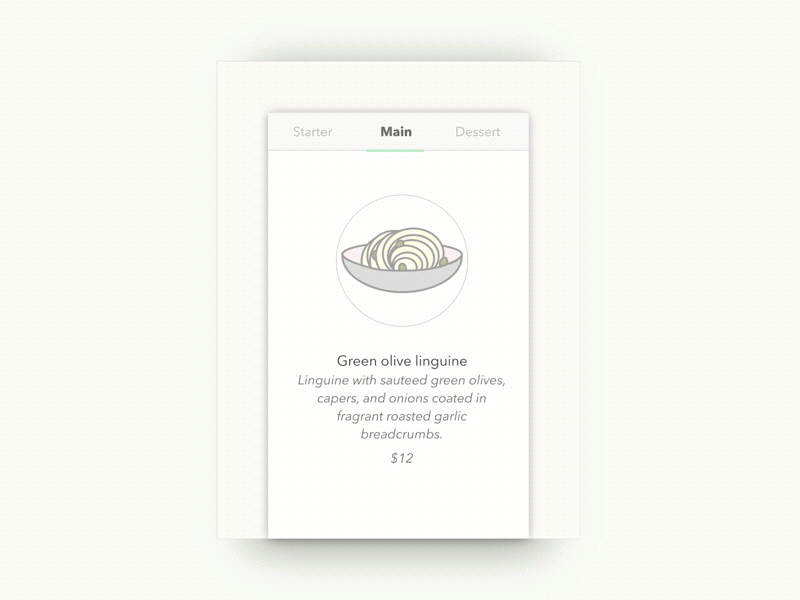 Starter Main Dessert
Green olive linguine
Linguine with sauteed green olives,
capers, and onions coated in
fragrant roasted garlic
breadcrumbs.
$12